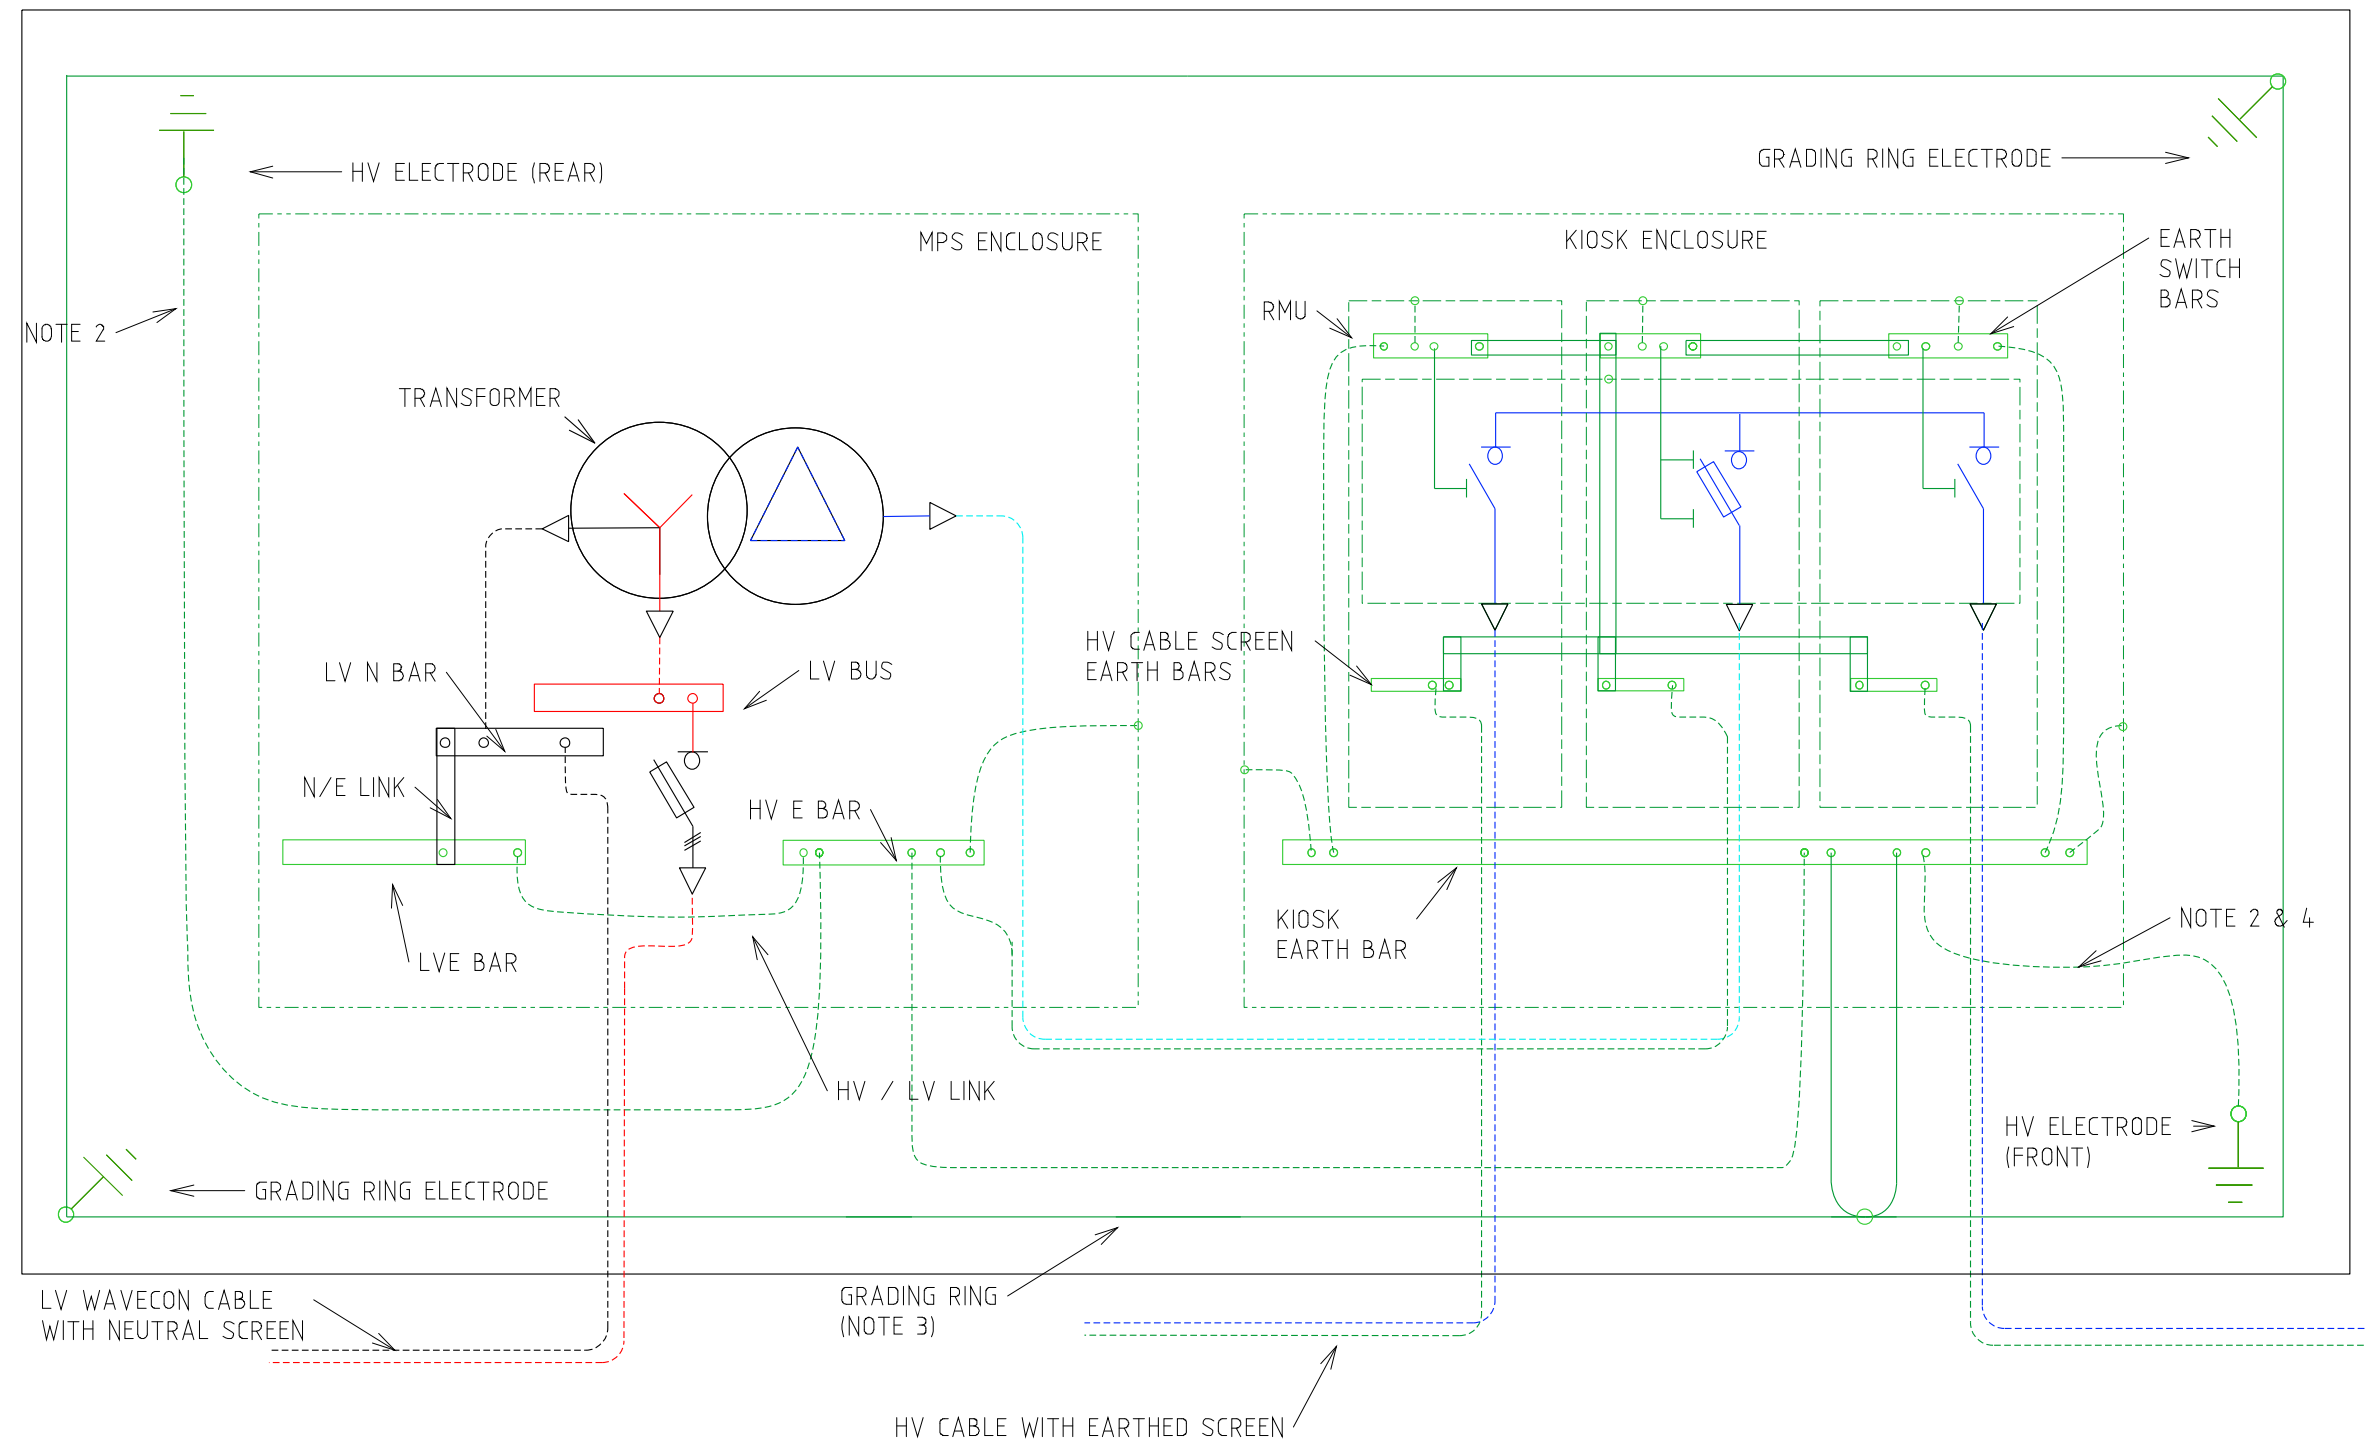 HV ELECTRODE (REAR)
GRADING RING ELECTRODE
MPS ENCLOSURE
KIOSK ENCLOSURE
EARTH
SWITCH
BARS
RMU
NOTE 2
TRANSFORMER
HV CABLE SCREEN
EARTH BARS
LV N BAR
LV BUS
N/E LINK
HV E BAR
KIOSK
EARTH BAR
NOTE 2 & 4
LVE BAR
HV / LV LINK
HV ELECTRODE
(FRONT)
GRADING RING ELECTRODE
LV WAVECON CABLE
WITH NEUTRAL SCREEN
GRADING RING
(NOTE 3)
HV CABLE WITH EARTHED SCREEN